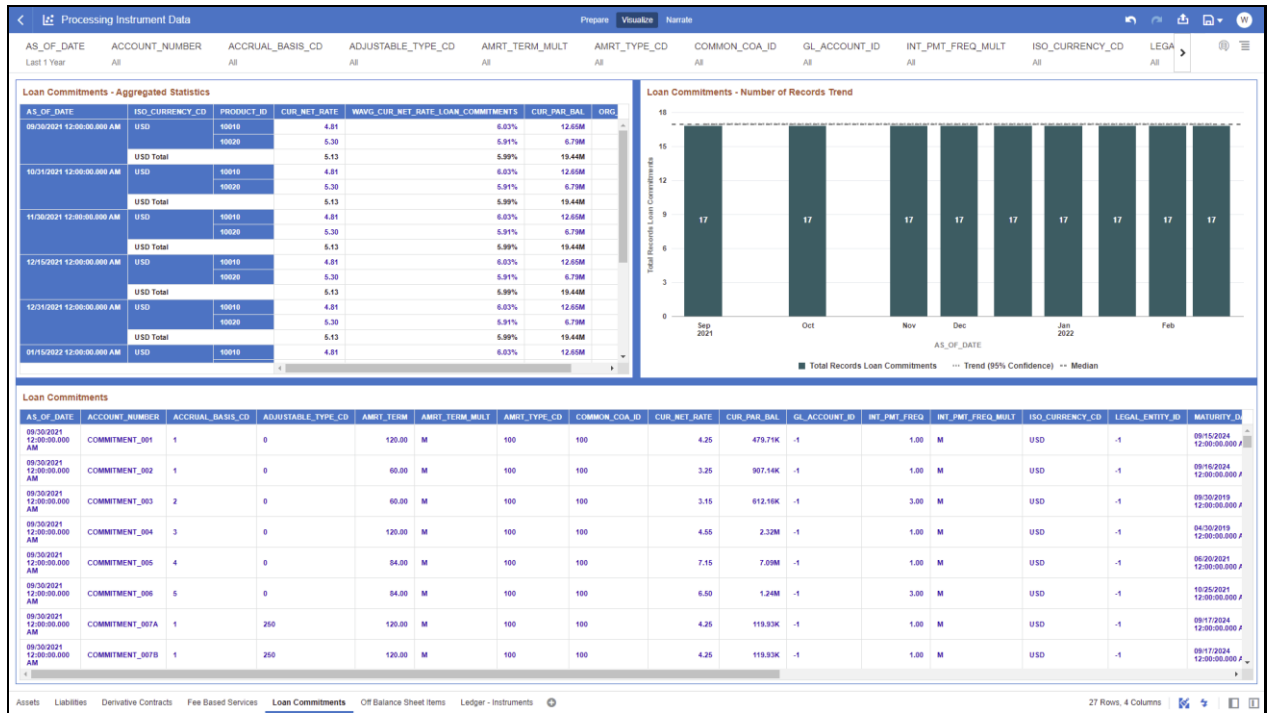 Processing Instrument Data
Prepare Visualize Narrate
W
AS_OF_DATE ACCOUNT_NUMBER ACCRUAL_BASIS_CD ADJUSTABLE_TYPE_CD AMRT_TERM_MULT AMRT_TYPE_CD COMMON_COA_ID GL_ACCOUNT_ID INT_PMT_FREQ_MULT ISO_CURRENCY_CD LEGA
Last 1 Year All All All All All All All All All All
Loan Commitments - Aggregated Statistics
AS_OF_DATE ISO_CURRENCY_CD PRODUCT_ID CUR_NET_RATE WAVG_CUR_NET_RATE_LOAN_COMMITMENTS CUR_PAR_BAL ORG_
09/30/2021 12:00:00.000 AM USD 10010 4.81 6.03% 12.65M
10020 5.30 5.91% 6.79M
USD Total 5.13 5.99% 19.44M
10/31/2021 12:00:00.000 AM USD 10010 4.81 6.03% 12.65M
10020 5.30 5.91% 6.79M
USD Total 5.13 5.99% 19.44M
11/30/2021 12:00:00.000 AM USD 10010 4.81 6.03% 12.65M
10020 5.30 5.91% 6.79M
USD Total 5.13 5.99% 19.44M
12/15/2021 12:00:00.000 AM USD 10010 4.81 6.03% 12.65M
10020 5.30 5.91% 6.79M
USD Total 5.13 5.99% 19.44M
12/31/2021 12:00:00.000 AM USD 10010 4.81 6.03% 12.65M
10020 5.30 5.91% 6.79M
USD Total 5.13 5.99% 19.44M
01/15/2022 12:00:00.000 AM USD 10010 4.81 6.03% 12.65M
Loan Commitments - Number of Records Trend
Total Records Loan Commitments
18
15
12
9
6
3
0
17 17 17 17 17 17 17 17 17
Sep Oct Nov Dec Jan Feb
2021 2022
AS_OF_DATE
Total Records Loan Commitments Trend (95% Confidence) Median
Loan Commitments
AS_OF_DATE ACCOUNT_NUMBER ACCRUAL_BASIS_CD ADJUSTABLE_TYPE_CD AMRT_TERM AMRT_TERM_MULT AMRT_TYPE_CD COMMON_COA_ID CUR_NET_RATE CUR_PAR_BAL GL_ACCOUNT_ID INT_PMT_FREQ INT_PMT_FREQ_MULT ISO_CURRENCY_CD LEGAL_ENTITY_ID MATURITY_DA
09/30/2021 09/15/2024
12:00:00.000 COMMITMENT_001 1 0 120.00 M 100 100 4.25 479.71K -1 1.00 M USD -1 12:00:00.000 A
AM
09/30/2021 09/16/2024
12:00:00.000 COMMITMENT_002 1 0 60.00 M 100 100 3.25 907.14K -1 1.00 M USD -1 12:00:00.000 A
AM
09/30/2021 09/30/2019
12:00:00.000 COMMITMENT_003 2 0 60.00 M 100 100 3.15 612.16K -1 3.00 M USD -1 12:00:00.000 A
AM
09/30/2021 04/30/2019
12:00:00.000 COMMITMENT_004 3 0 120.00 M 100 100 4.55 2.32M -1 1.00 M USD -1 12:00:00.000 A
AM
09/30/2021 06/20/2021
12:00:00.000 COMMITMENT_005 4 0 84.00 M 100 100 7.15 7.09M -1 1.00 M USD -1 12:00:00.000 A
AM
09/30/2021 10/25/2021
12:00:00.000 COMMITMENT_006 5 0 84.00 M 100 100 6.50 1.24M -1 3.00 M USD -1 12:00:00.000 A
AM
09/30/2021 09/17/2024
12:00:00.000 COMMITMENT_007A 1 250 120.00 M 100 100 4.25 119.93K -1 1.00 M USD -1 12:00:00.000 A
AM
09/30/2021 09/17/2024
12:00:00.000 COMMITMENT_007B 1 250 120.00 M 100 100 4.25 119.93K -1 1.00 M USD -1 12:00:00.000 A
AM
Assets Liabilities Derivative Contracts Fee Based Services Loan Commitments Off Balance Sheet Items Ledger - Instruments 27 Rows, 4 Columns